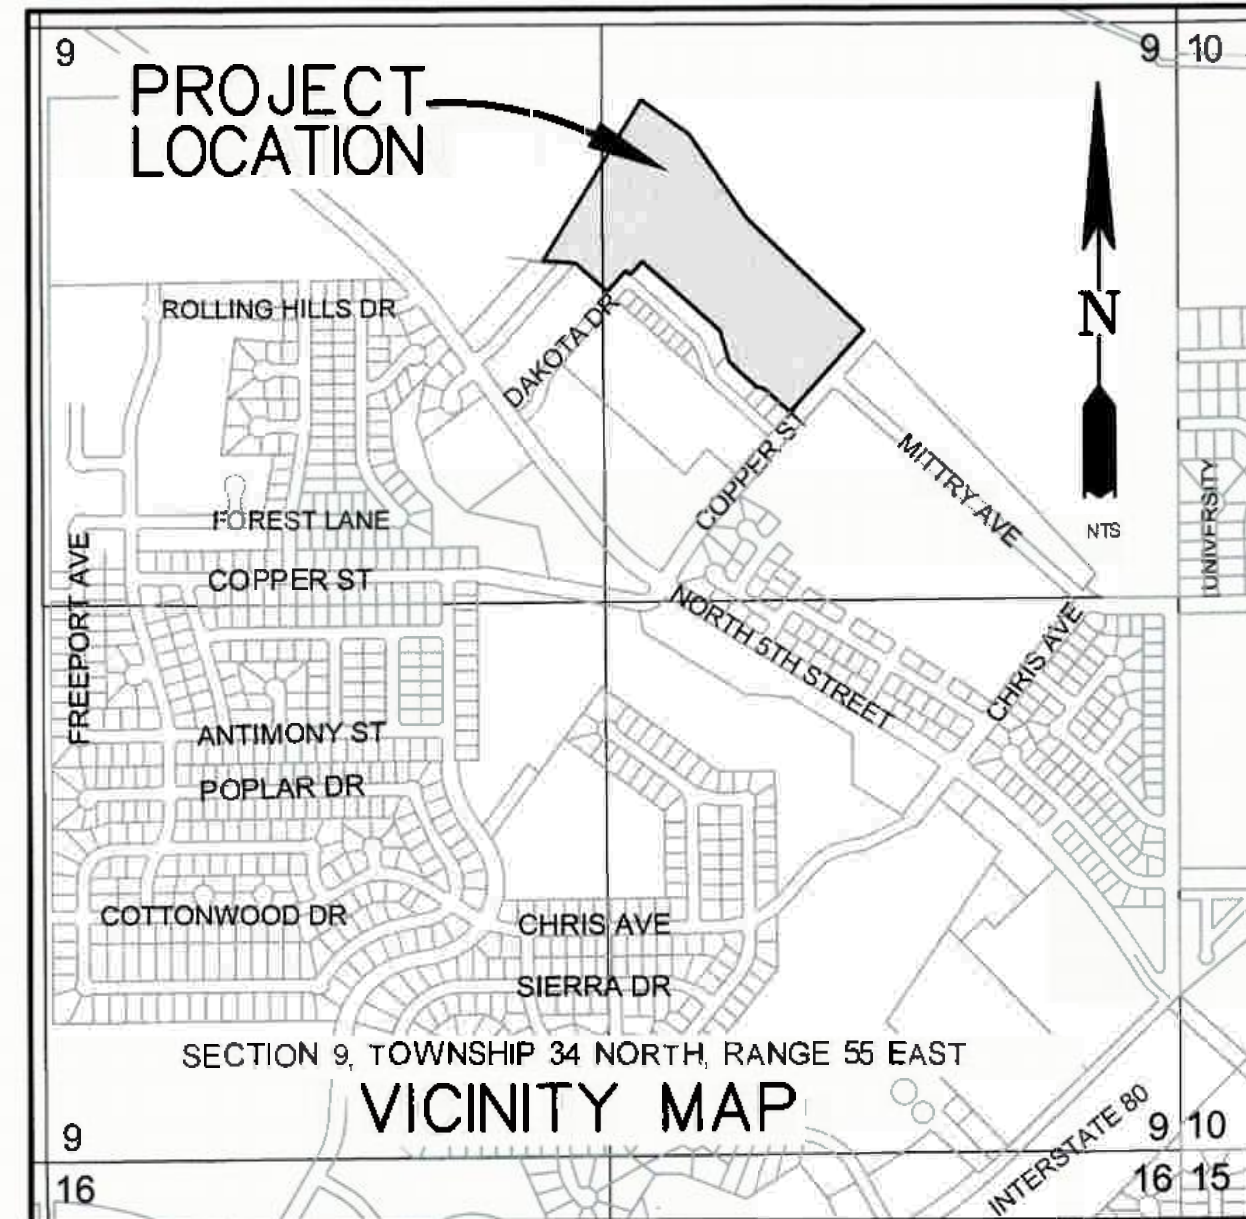 9
9
10
PROJECT
LOCATION
N
NTS
ROLLING HILLS DR
DAKOTA DR
COPPER ST
MITTRY AVE
UNIVERSITY
FOREST LANE
COPPER ST
FREEPORT AVE
NORTH 5TH STREET
CHRIS AVE
ANTIMONY ST
POPLAR DR
COTTONWOOD DR
CHRIS AVE
SIERRA DR
SECTION 9, TOWNSHIP 34 NORTH, RANGE 55 EAST
VICINITY MAP
INTERSTATE 80
9
9
10
16
16
15